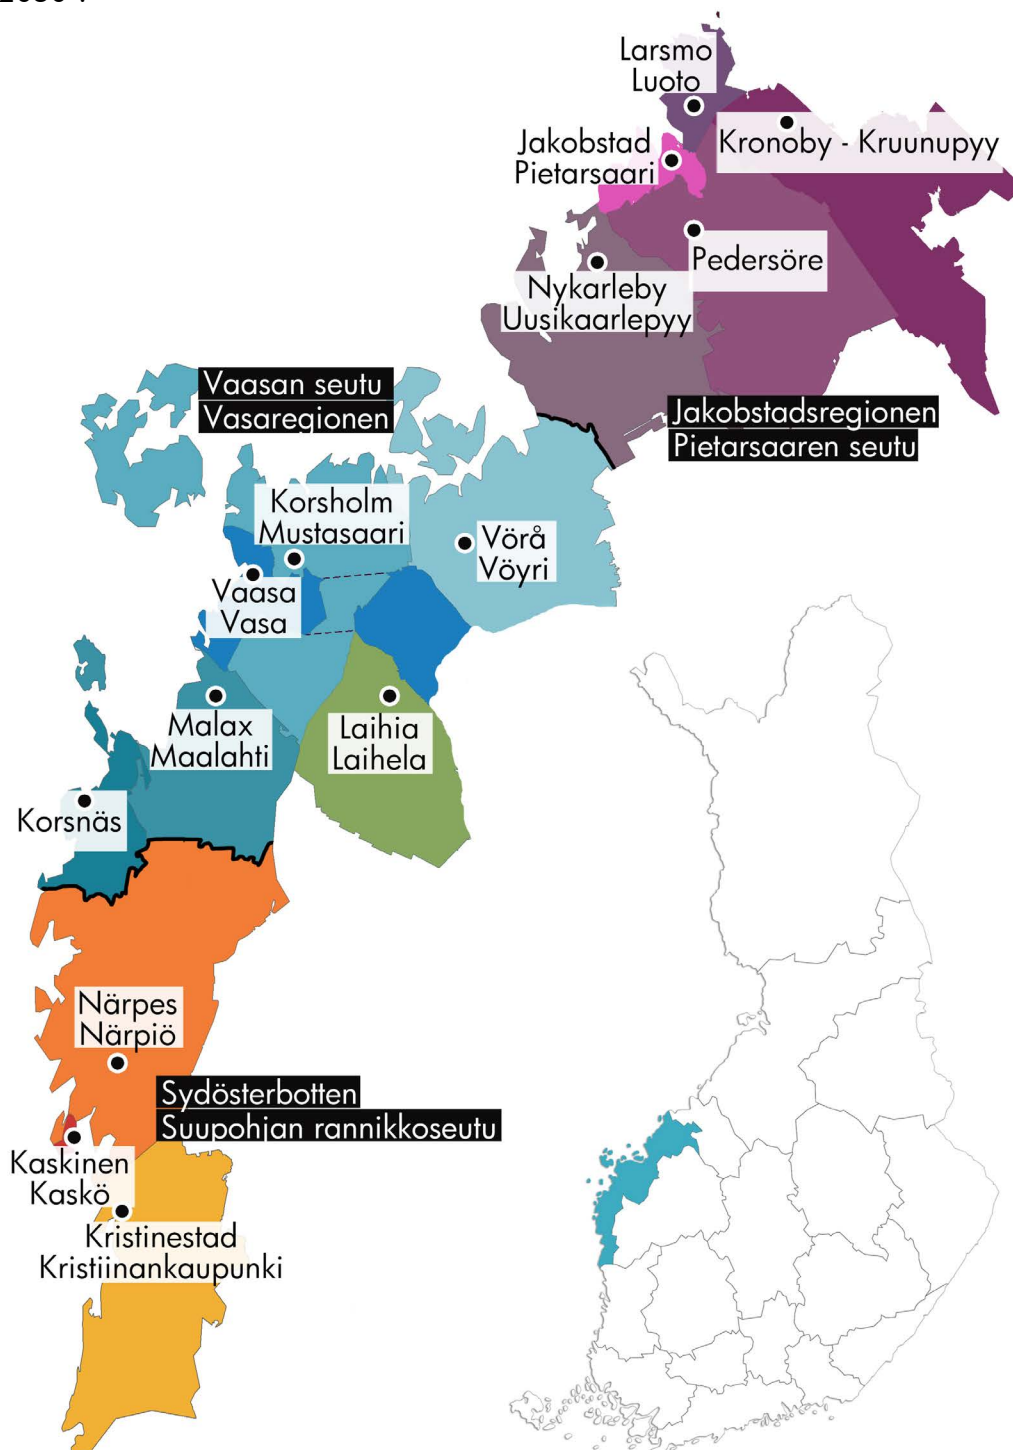 Larsmo
Luoto
Kronoby - Kruunupyy
Jakobstad
Pietarsaari
Pedersöre
Nykarleby
Uusikaarlepyy
Vaasan seutu
Vasaregionen
Jakobstadsregionen
Pietarsaaren seutu
Korsholm
Mustasaari
Vörå
Vöyri
Vaasa
Vasa
Malax
Maalahti
Laihia
Laihela
Korsnäs
Närpes
Närpiö
Sydösterbotten
Suupohjan rannikkoseutu
Kaskinen
Kaskö
Kristinestad
Kristiinankaupunki